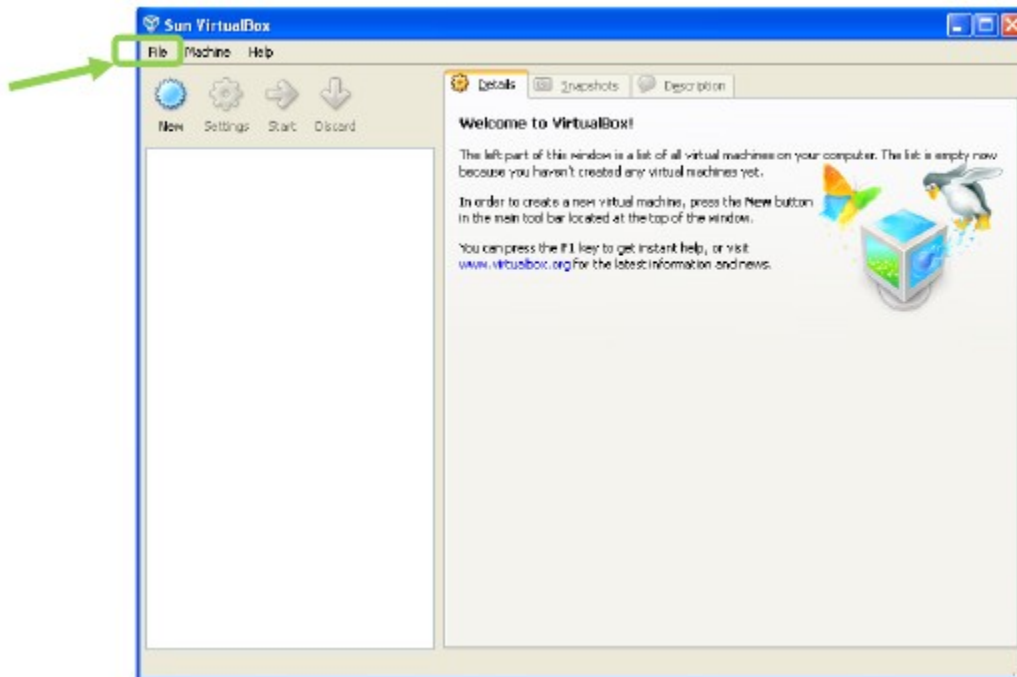 Sun VirtualBox
File Machine Help
New Settings Start Discard
Details Snapshots Description
Welcome to VirtualBox!
The left part of this window is a list of all virtual machines on your computer. The list is empty now
because you haven't created any virtual machines yet.
In order to create a new virtual machine, press the New button
in the main tool bar located at the top of the window.
You can press the F1 key to get instant help, or visit
www.virtualbox.org for the latest information and news.